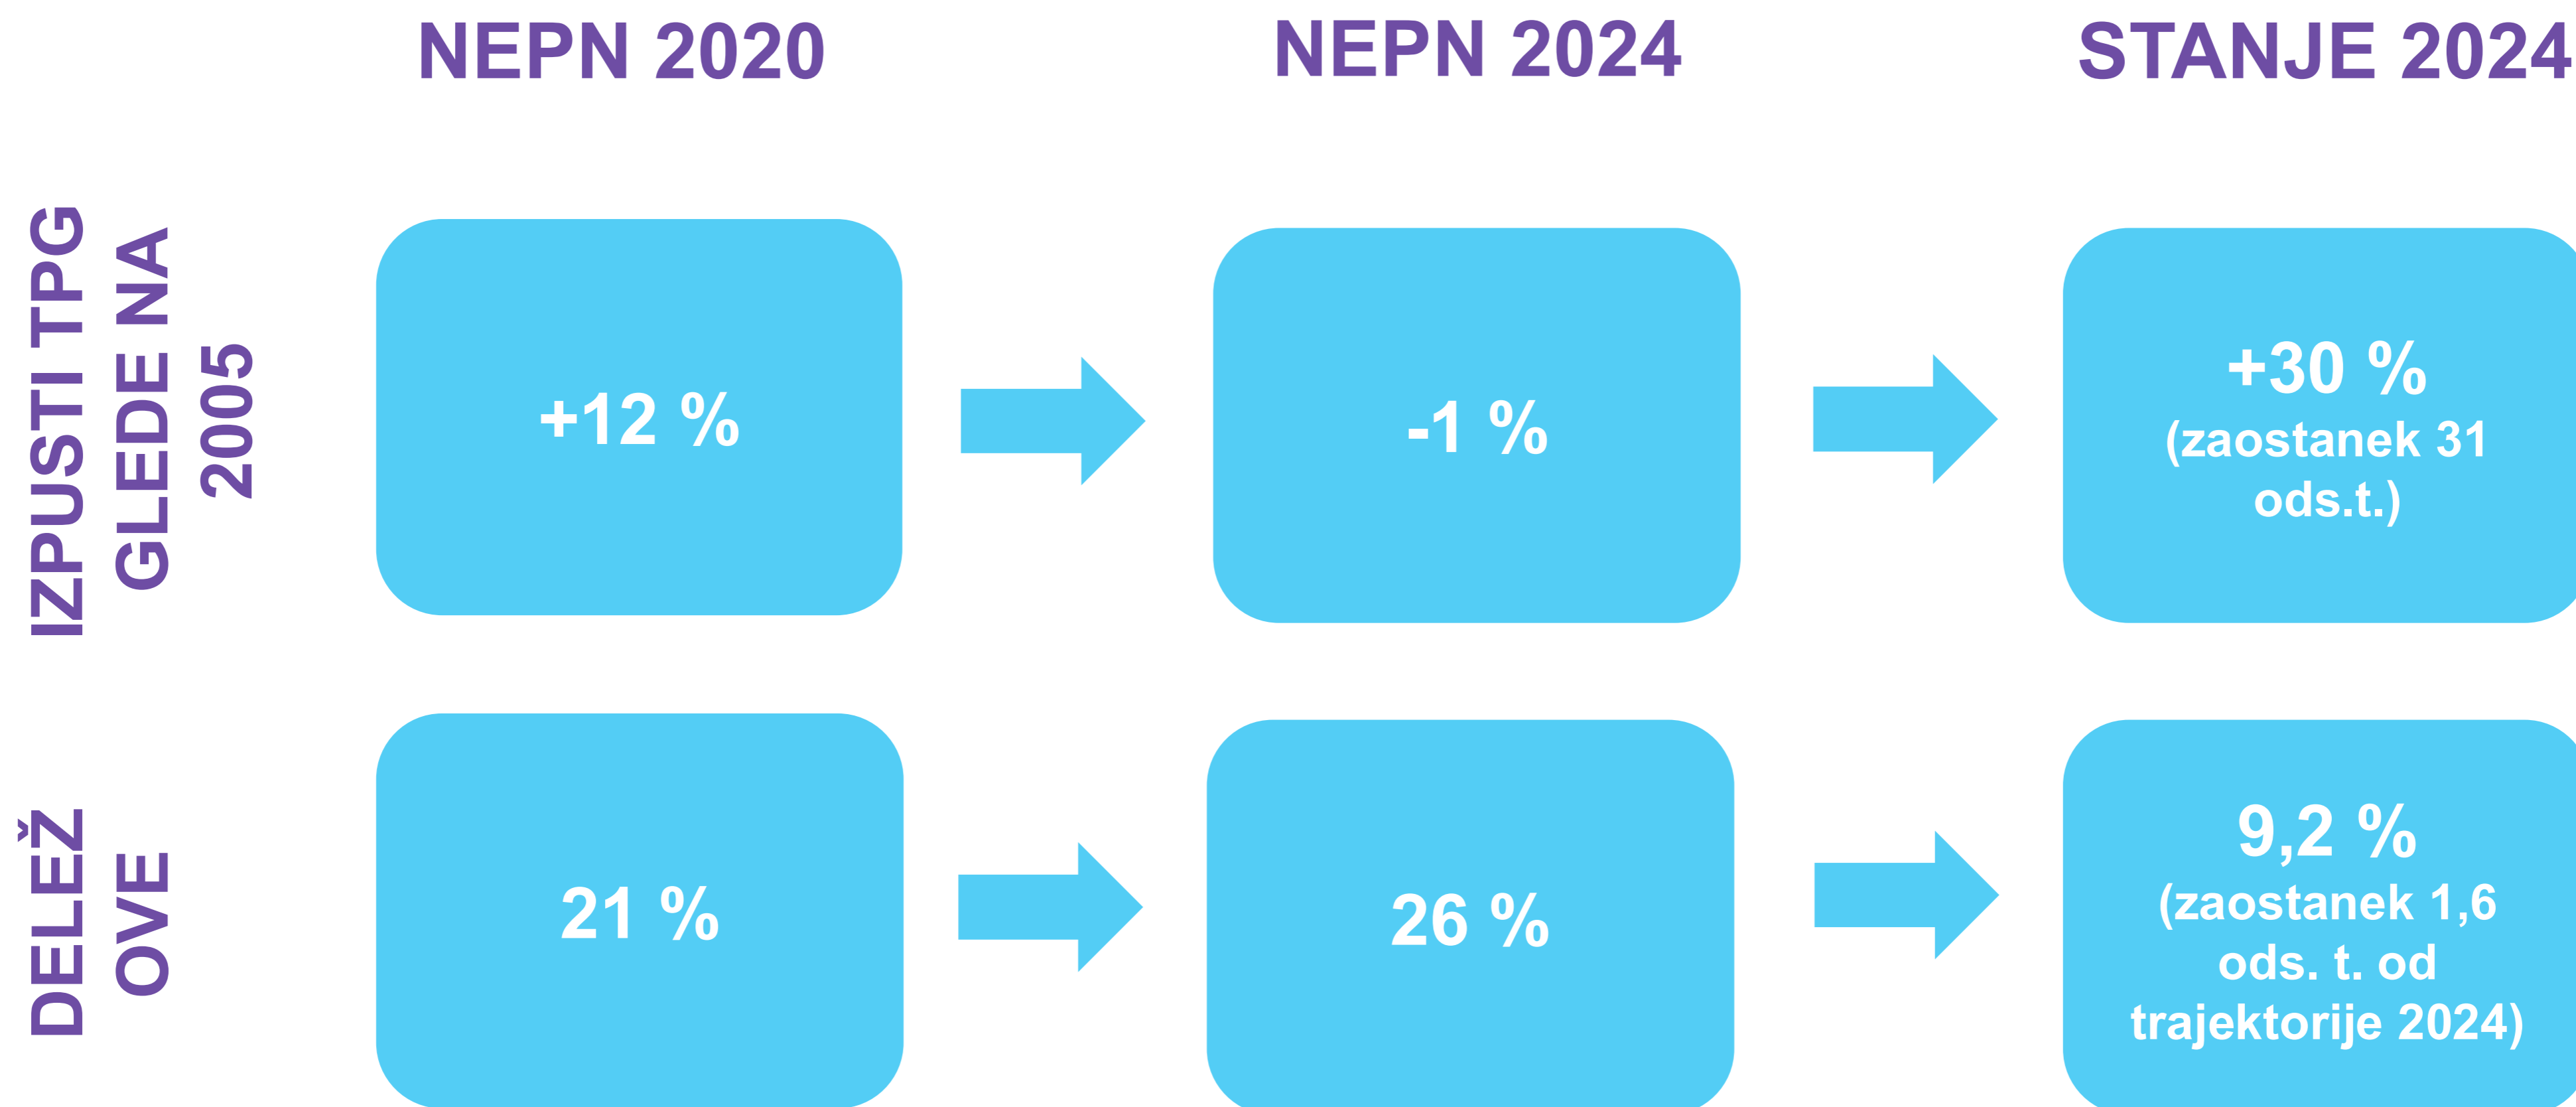 NEPN 2020
NEPN 2024
STANJE 2024
IZPUSTI TPG
GLEDE NA
2005
+12 %
-1 %
+30 %
(zaostanek 31
ods.t.)
DELEŽ
OVE
21 %
26 %
9,2 %
(zaostanek 1,6
ods. t. od
trajektorije 2024)